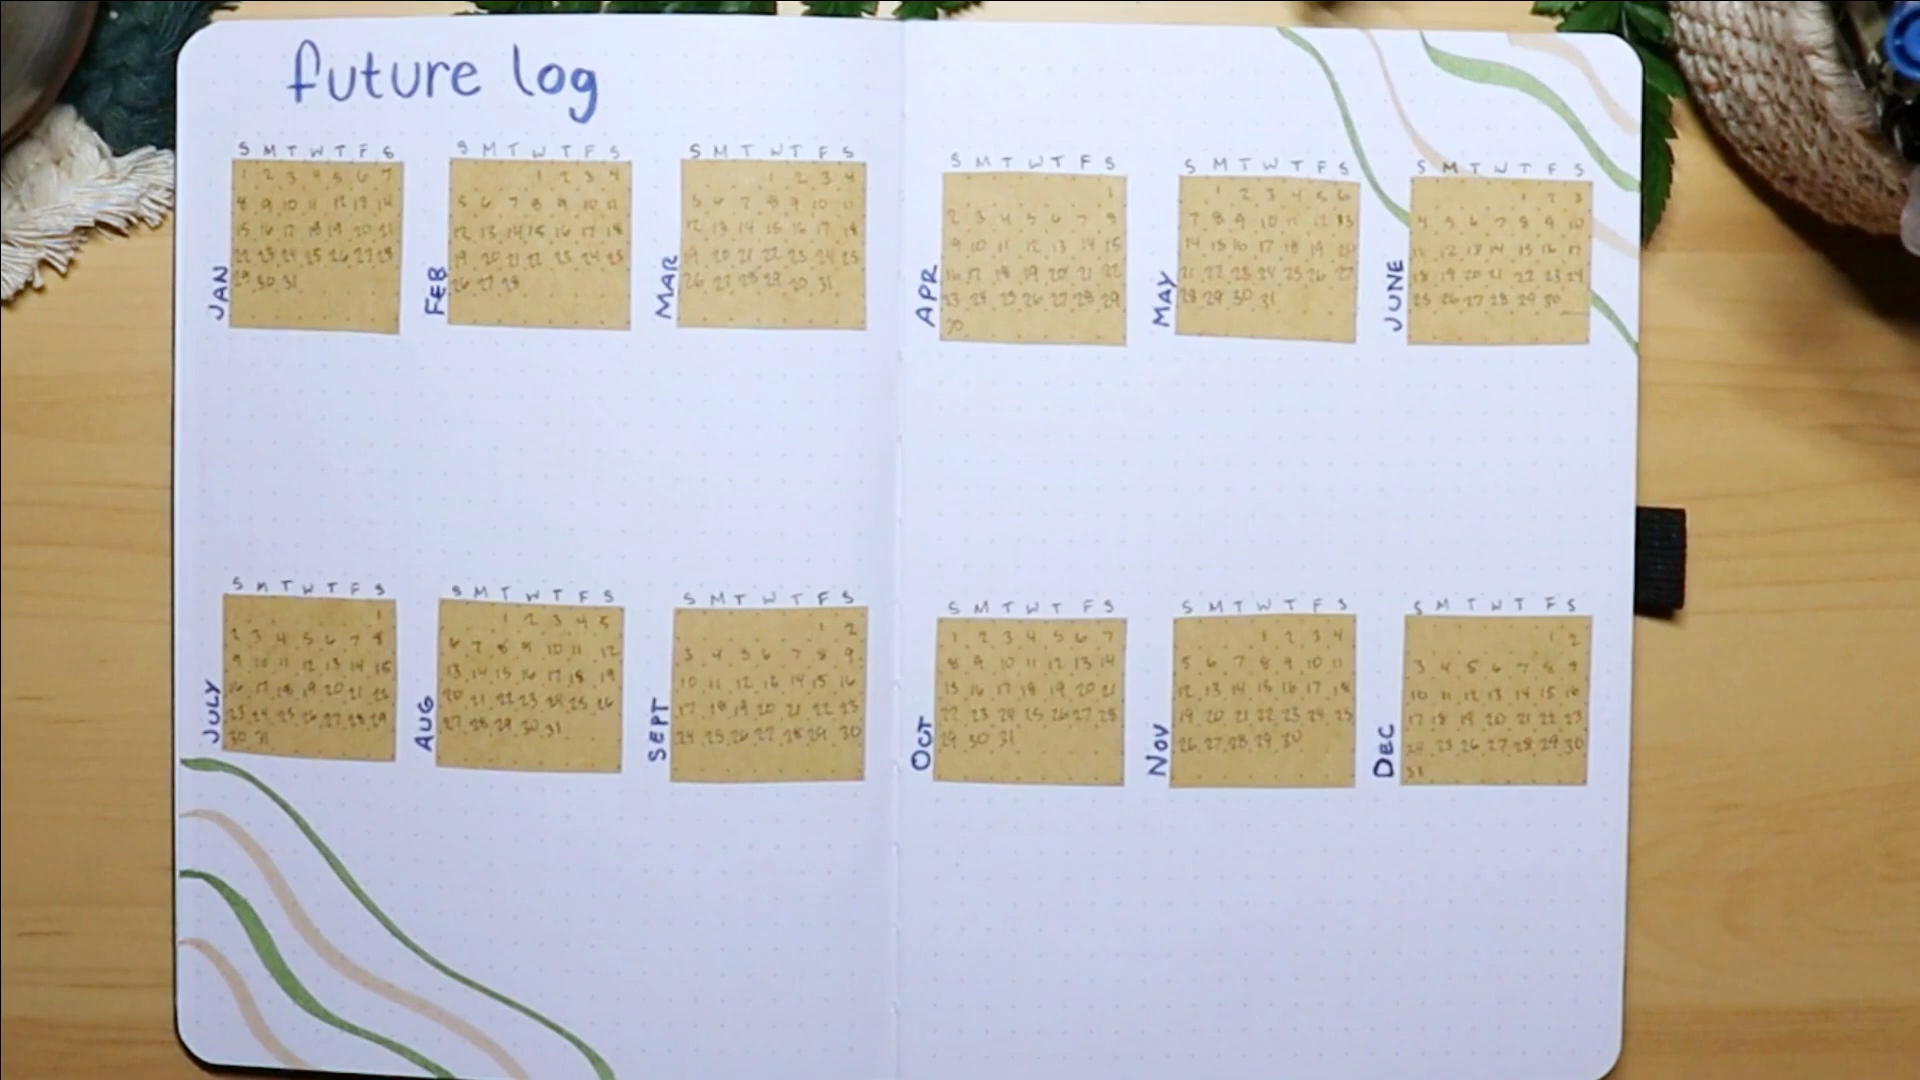 future log
S M T W T F S
1 2 3 4 5 6 7
8 9 10 11 12 13 14
15 16 17 18 19 20 21
22 23 24 25 26 27 28
29 30 31
JAN
S M T W T F S
1 2 3 4
5 6 7 8 9 10 11
12 13 14 15 16 17 18
19 20 21 22 23 24 25
26 27 28
FEB
S M T W T F S
1 2 3 4
5 6 7 8 9 10 11
12 13 14 15 16 17 18
19 20 21 22 23 24 25
26 27 28 29 30 31
MAR
S M T W T F S
1
2 3 4 5 6 7 8
9 10 11 12 13 14 15
16 17 18 19 20 21 22
23 24 25 26 27 28 29
30
APR
S M T W T F S
1 2 3 4 5 6
7 8 9 10 11 12 13
14 15 16 17 18 19 20
21 22 23 24 25 26 27
28 29 30 31
MAY
S M T W T F S
1 2 3
4 5 6 7 8 9 10
11 12 13 14 15 16 17
18 19 20 21 22 23 24
25 26 27 28 29 30
JUNE
S M T W T F S
1
2 3 4 5 6 7 8
9 10 11 12 13 14 15
16 17 18 19 20 21 22
23 24 25 26 27 28 29
30 31
JULY
S M T W T F S
1 2 3 4 5
6 7 8 9 10 11 12
13 14 15 16 17 18 19
20 21 22 23 24 25 26
27 28 29 30 31
AUG
S M T W T F S
1 2
3 4 5 6 7 8 9
10 11 12 13 14 15 16
17 18 19 20 21 22 23
24 25 26 27 28 29 30
SEPT
S M T W T F S
1 2 3 4 5 6 7
8 9 10 11 12 13 14
15 16 17 18 19 20 21
22 23 24 25 26 27 28
29 30 31
OCT
S M T W T F S
1 2 3 4
5 6 7 8 9 10 11
12 13 14 15 16 17 18
19 20 21 22 23 24 25
26 27 28 29 30
NOV
S M T W T F S
1 2
3 4 5 6 7 8 9
10 11 12 13 14 15 16
17 18 19 20 21 22 23
24 25 26 27 28 29 30
31
DEC